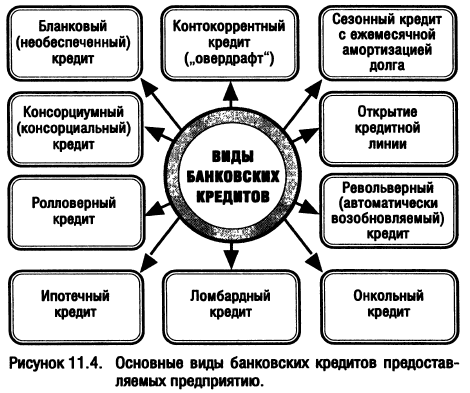 Бланковый
(необеспеченный)
кредит
Контокоррентный
кредит
(„овердрафт“)
Сезонный кредит
с ежемесячной
амортизацией
долга
Консорциумный
(консорциальный)
кредит
ВИДЫ
БАНКОВСКИХ
КРЕДИТОВ
Открытие
кредитной
линии
Ролловерный
кредит
Револьверный
(автоматически
возобновляемый)
кредит
Ипотечный
кредит
Ломбардный
кредит
Онкольный
кредит
Рисунок 11.4. Основные виды банковских кредитов предостав-
ляемых предприятию.